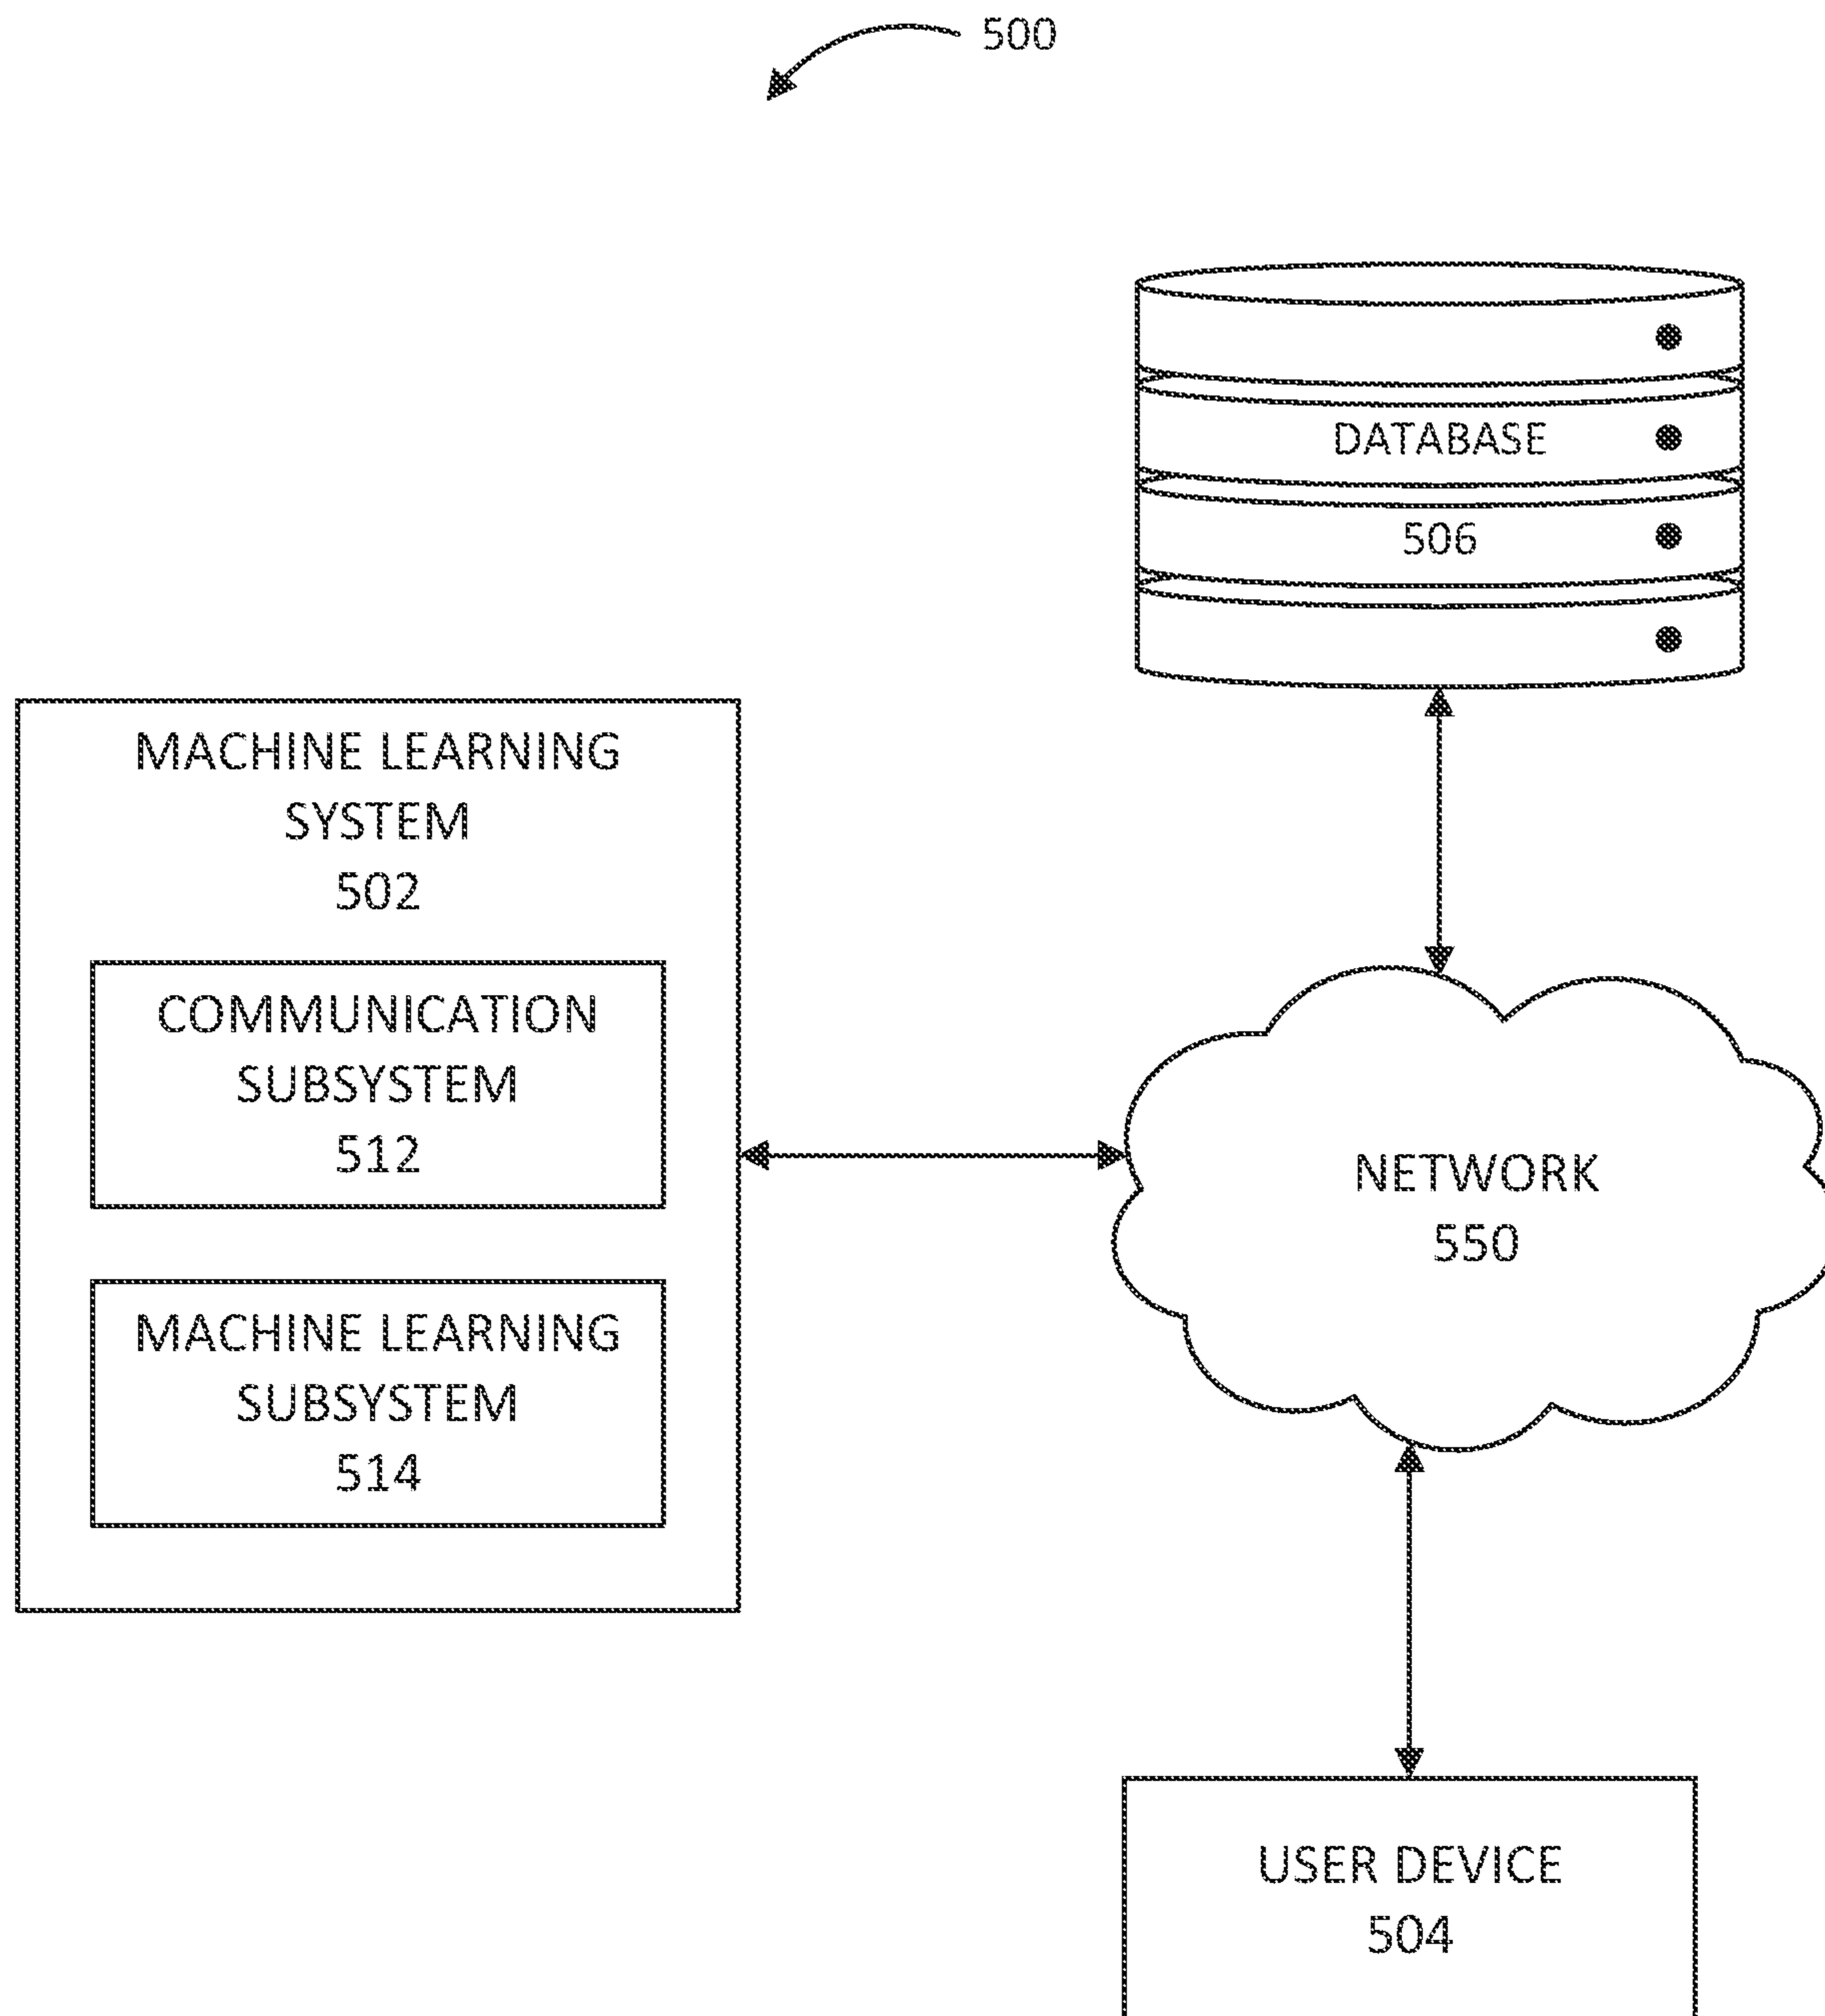 500
DATABASE
506
MACHINE LEARNING
SYSTEM
502
COMMUNICATION
SUBSYSTEM
512
MACHINE LEARNING
SUBSYSTEM
514
NETWORK
550
USER DEVICE
504